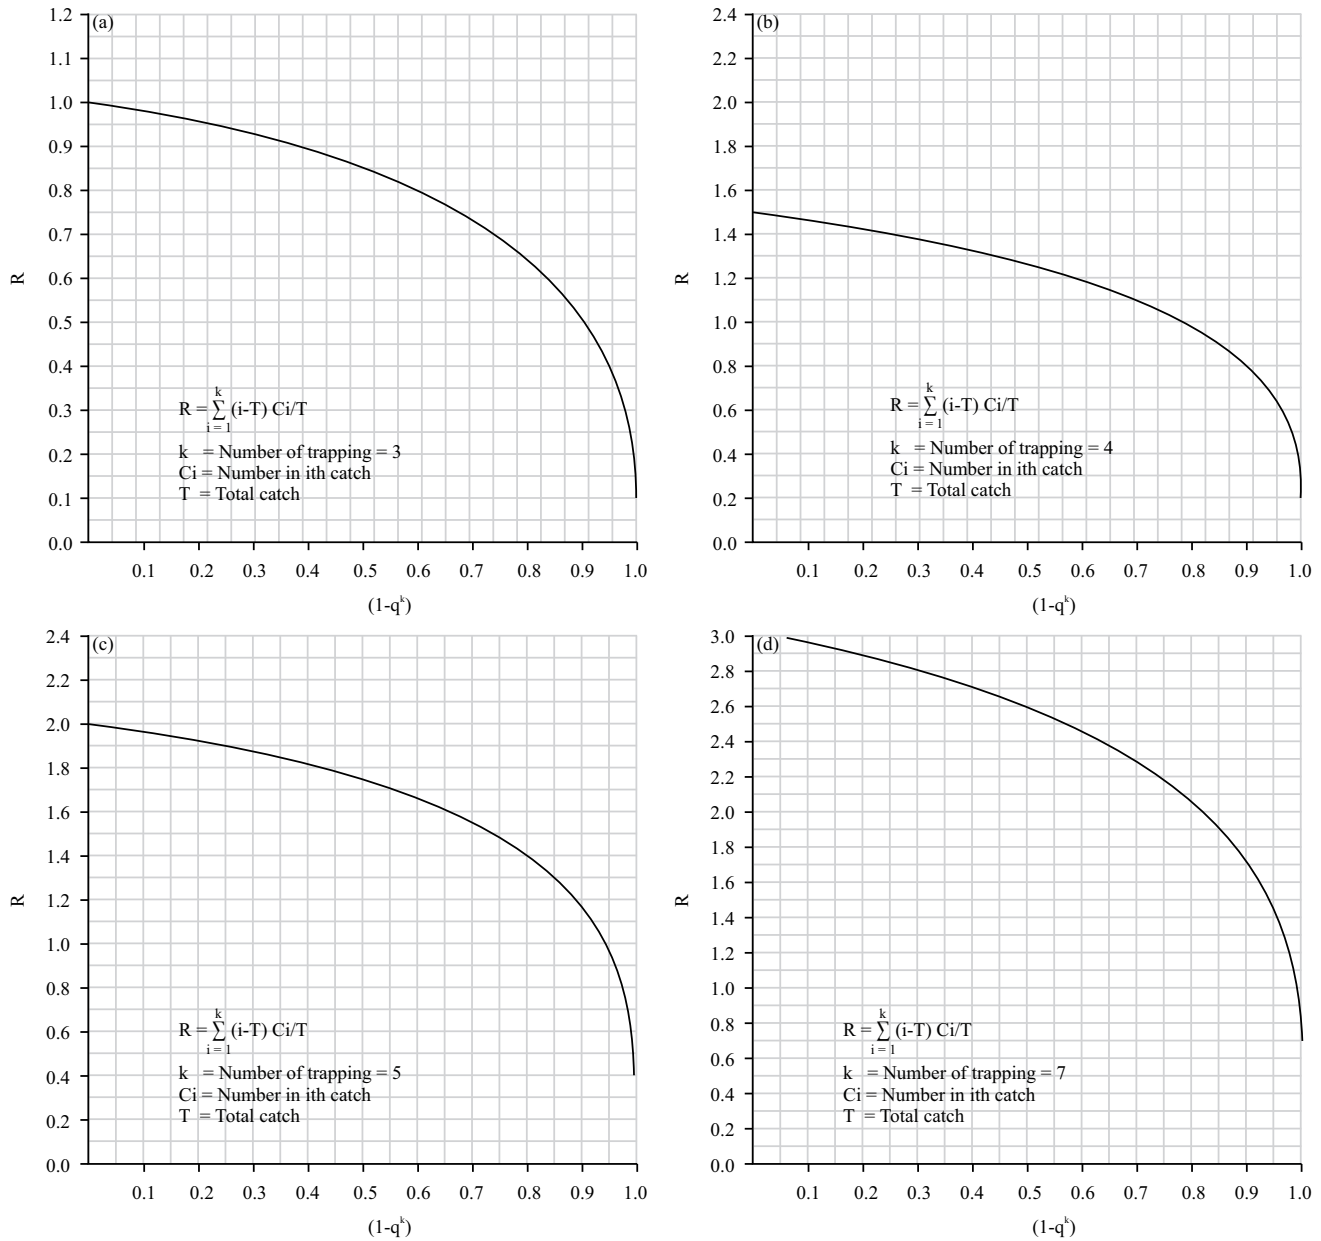 (a)
1.2
1.1
1.0
0.9
0.8
0.7
0.6
0.5
0.4
0.3
0.2
0.1
0.0
R
R = k∑i = 1 (i-T) Ci/T
k = Number of trapping = 3
Ci = Number in ith catch
T = Total catch
0.1 0.2 0.3 0.4 0.5 0.6 0.7 0.8 0.9 1.0
(1-qᵏ)
(b)
2.4
2.2
2.0
1.8
1.6
1.4
1.2
1.0
0.8
0.6
0.4
0.2
0.0
R
R = k∑i = 1 (i-T) Ci/T
k = Number of trapping = 4
Ci = Number in ith catch
T = Total catch
0.1 0.2 0.3 0.4 0.5 0.6 0.7 0.8 0.9 1.0
(1-qᵏ)
(c)
2.4
2.2
2.0
1.8
1.6
1.4
1.2
1.0
0.8
0.6
0.4
0.2
0.0
R
R = k∑i = 1 (i-T) Ci/T
k = Number of trapping = 5
Ci = Number in ith catch
T = Total catch
0.1 0.2 0.3 0.4 0.5 0.6 0.7 0.8 0.9 1.0
(1-qᵏ)
(d)
3.0
2.8
2.6
2.4
2.2
2.0
1.8
1.6
1.4
1.2
1.0
0.8
0.6
0.4
0.2
0.0
R
R = k∑i = 1 (i-T) Ci/T
k = Number of trapping = 7
Ci = Number in ith catch
T = Total catch
0.1 0.2 0.3 0.4 0.5 0.6 0.7 0.8 0.9 1.0
(1-qᵏ)